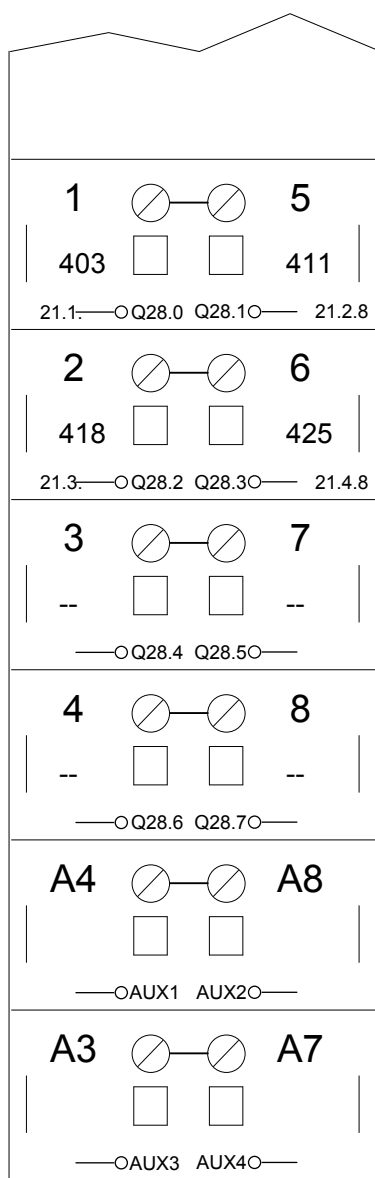 1 5
403 411
21.1. Q28.0 Q28.1 21.2.8
2 6
418 425
21.3. Q28.2 Q28.3 21.4.8
3 7
-- --
Q28.4 Q28.5
4 8
-- --
Q28.6 Q28.7
A4 A8
AUX1 AUX2
A3 A7
AUX3 AUX4